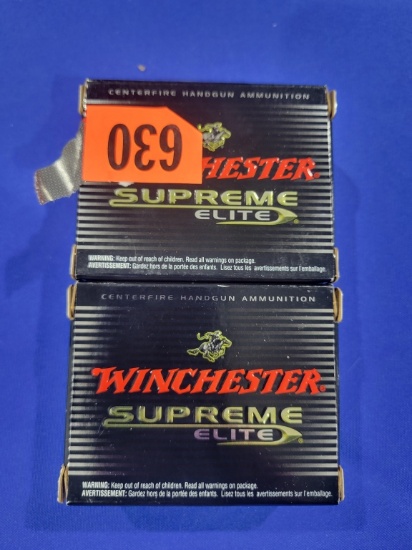 CENTERFIRE HANDGUN AMMUNITION
630
HESTER
SUPREME
ELITE
WARNING: Keep out of reach of children. Read all warnings on package.
AVERTISSEMENT: Gardez hors de la portée des enfants. Lisez tous les avertissements sur l'emballage.
CENTERFIRE HANDGUN AMMUNITION
WINCHESTER
SUPREME
ELITE
WARNING: Keep out of reach of children. Read all warnings on package.
AVERTISSEMENT: Gardez hors de la portée des enfants. Lisez tous les avertissements sur l'emballage.